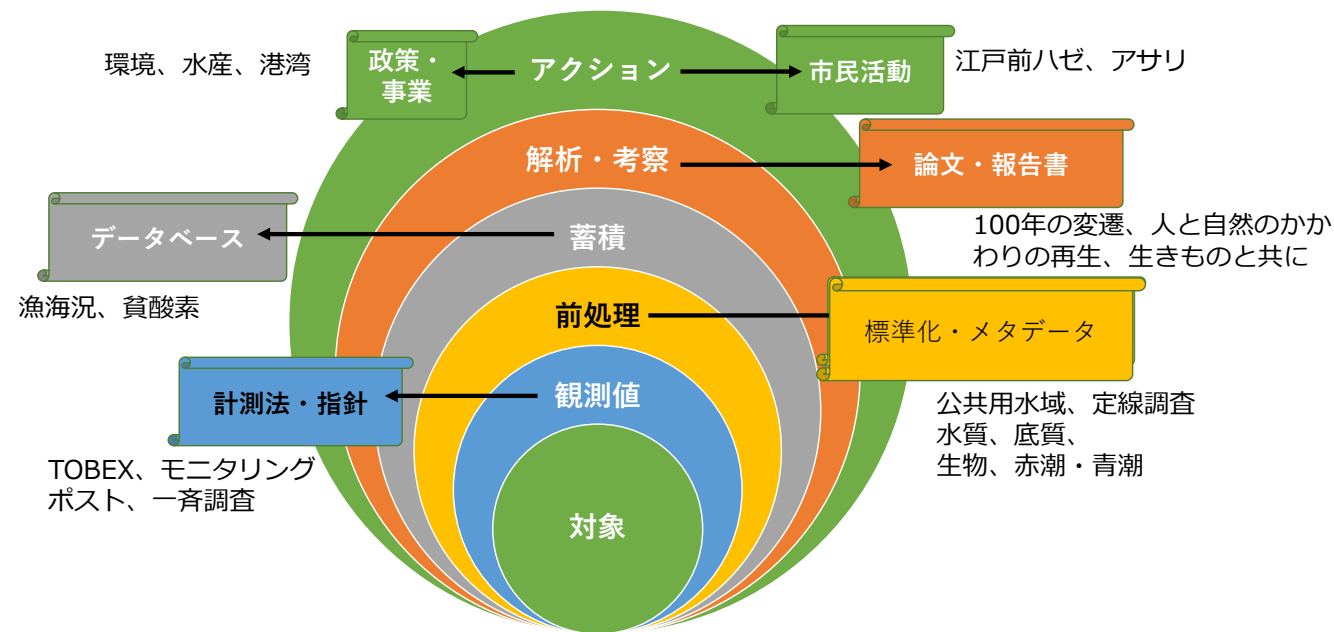 環境、水産、港湾
政策・
事業
アクション
市民活動
江戸前ハゼ、アサリ
解析・考察
論文・報告書
100年の変遷、人と自然のかか
わりの再生、生きものと共に
データベース
蓄積
漁海況、貧酸素
前処理
標準化・メタデータ
公共用水域、定線調査
水質、底質、
生物、赤潮・青潮
計測法・指針
観測値
TOBEX、モニタリング
ポスト、一斉調査
対象